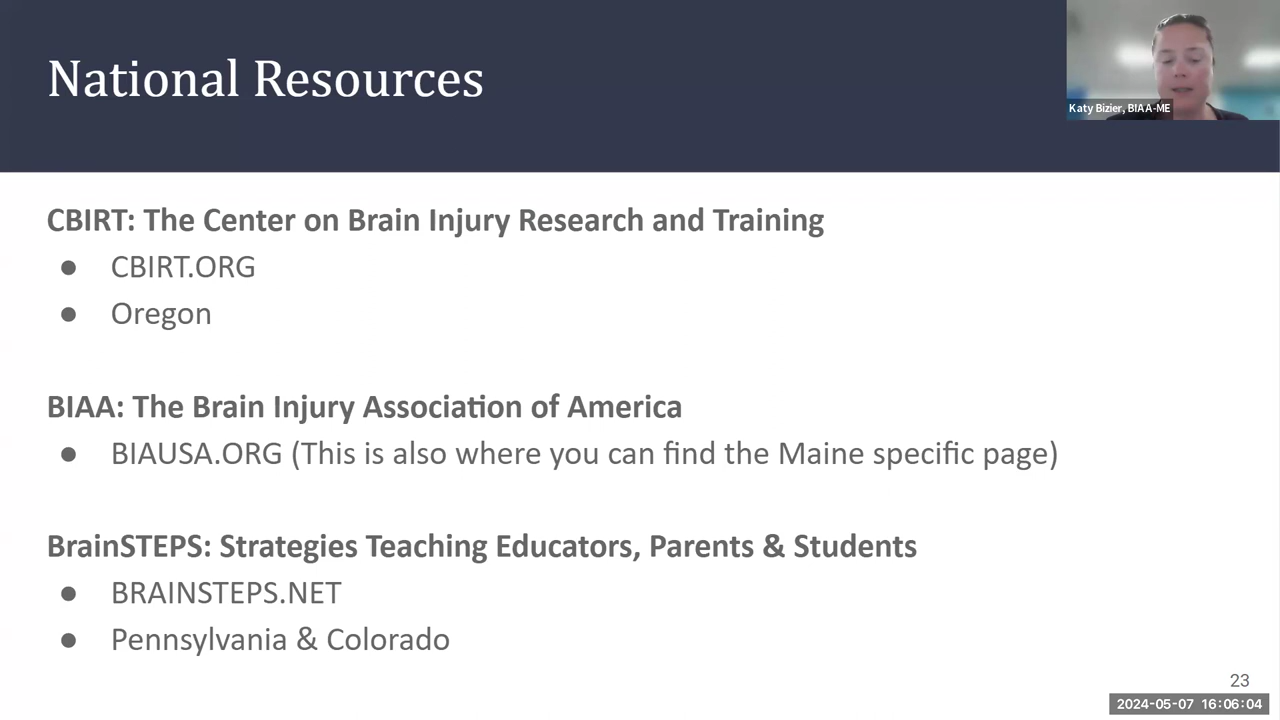 National Resources
Katy Bizier, BIAA-ME
CBIRT: The Center on Brain Injury Research and Training
● CBIRT.ORG
● Oregon
BIAA: The Brain Injury Association of America
● BIAUSA.ORG (This is also where you can find the Maine specific page)
BrainSTEPS: Strategies Teaching Educators, Parents & Students
● BRAINSTEPS.NET
● Pennsylvania & Colorado
23
2024-05-07 16:06:04